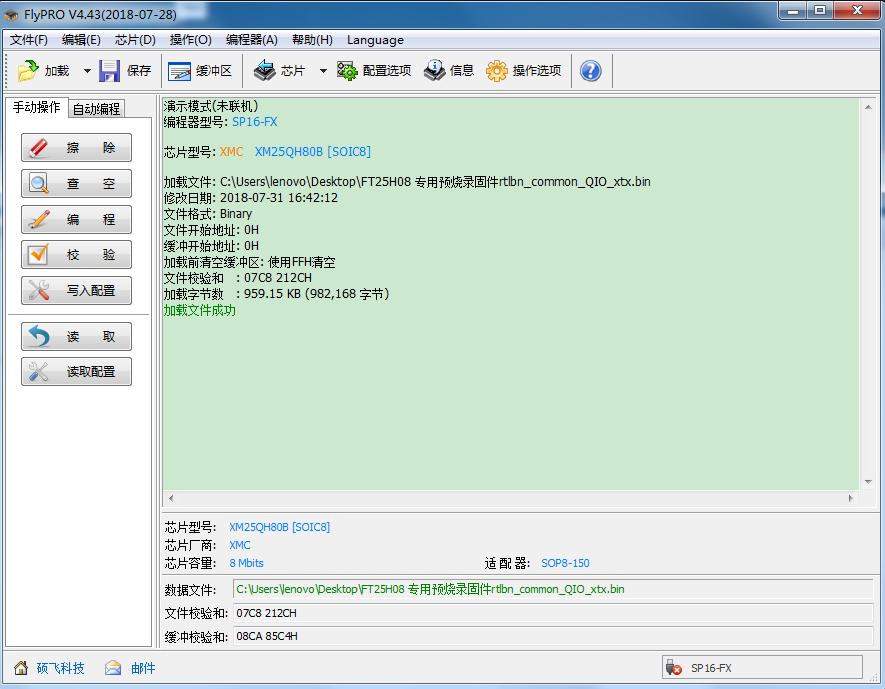 FlyPRO V4.43(2018-07-28)
文件(F) 编辑(E) 芯片(D) 操作(O) 编程器(A) 帮助(H) Language
加载 保存 缓冲区 芯片 配置选项 信息 操作选项
手动操作 自动编程
擦 除
查 空
编 程
校 验
写入配置
读 取
读取配置
演示模式(未联机)
编程器型号: SP16-FX
芯片型号: XMC XM25QH80B [SOIC8]
加载文件: C:\Users\lenovo\Desktop\FT25H08 专用预烧录固件rtlbn_common_QIO_xtx.bin
修改日期: 2018-07-31 16:42:12
文件格式: Binary
文件开始地址: 0H
缓冲开始地址: 0H
加载前清空缓冲区: 使用FFH清空
文件校验和 : 07C8 212CH
加载字节数 : 959.15 KB (982,168 字节)
加载文件成功
芯片型号: XM25QH80B [SOIC8]
芯片厂商: XMC
芯片容量: 8 Mbits 适 配 器: SOP8-150
数据文件: C:\Users\lenovo\Desktop\FT25H08 专用预烧录固件rtlbn_common_QIO_xtx.bin
文件校验和: 07C8 212CH
缓冲校验和: 08CA 85C4H
硕飞科技 邮件 SP16-FX